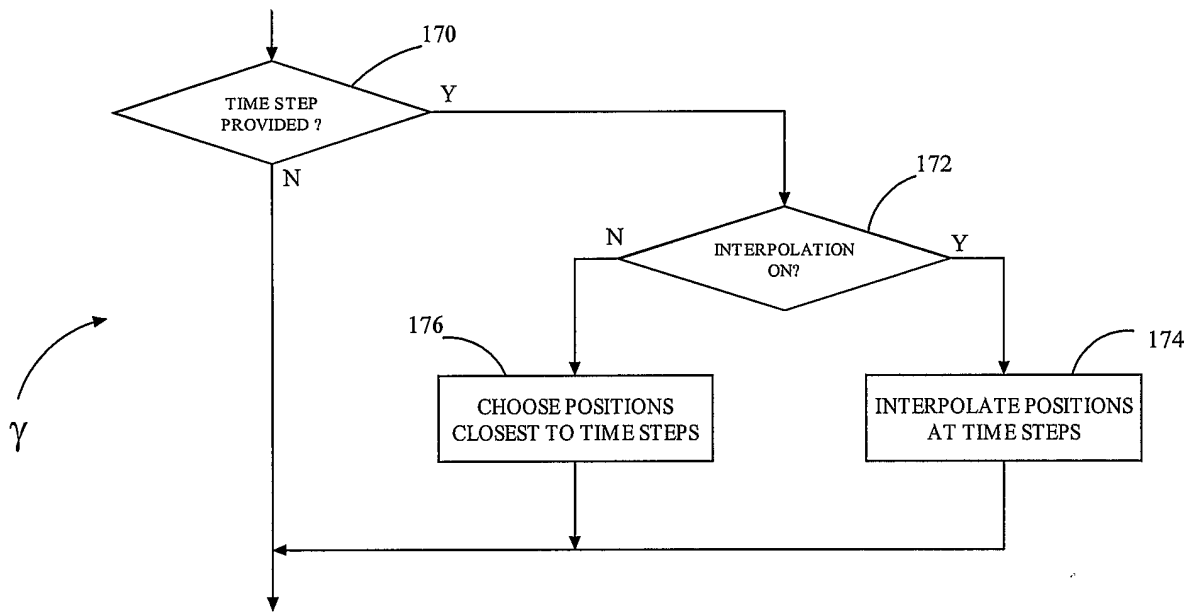 170
TIME STEP
PROVIDED ?
Y
N
172
N
INTERPOLATION
ON?
Y
176
174
CHOOSE POSITIONS
CLOSEST TO TIME STEPS
INTERPOLATE POSITIONS
AT TIME STEPS
γ